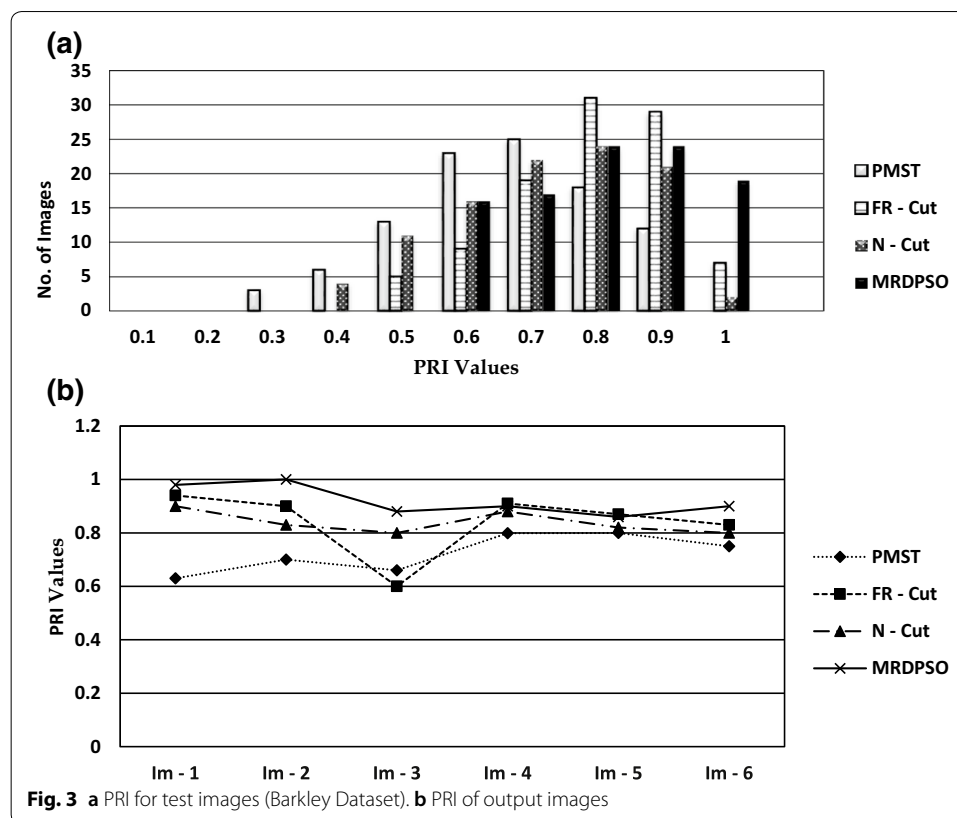 (a)
35
30
25
20
15
10
5
0
No. of Images
0.1 0.2 0.3 0.4 0.5 0.6 0.7 0.8 0.9 1
PRI Values
PMST
FR - Cut
N - Cut
MRDPSO
(b)
1.2
1
0.8
0.6
0.4
0.2
0
PRI Values
Im - 1 Im - 2 Im - 3 Im - 4 Im - 5 Im - 6
PMST
FR - Cut
N - Cut
MRDPSO
Fig. 3 a PRI for test images (Barkley Dataset). b PRI of output images